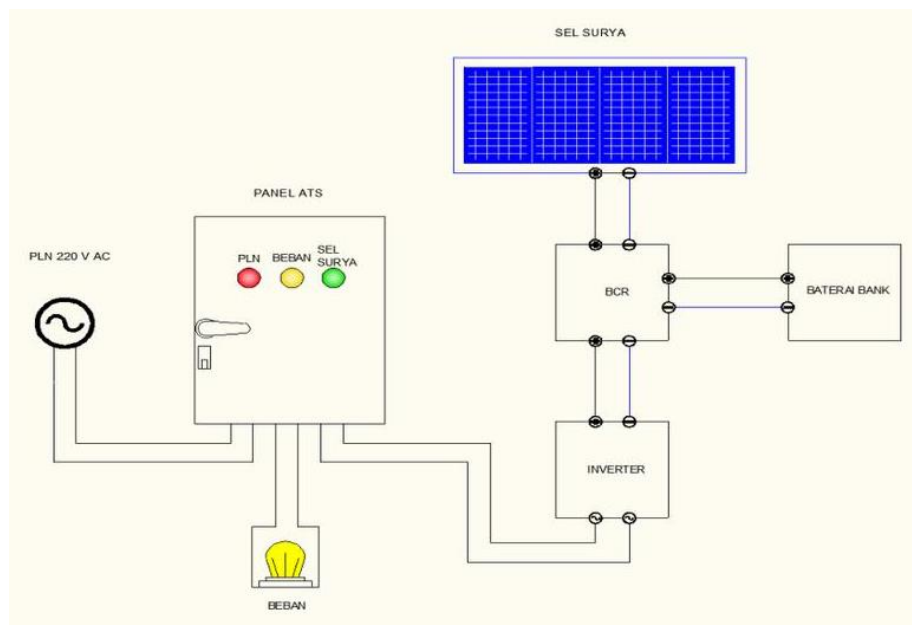 SEL SURYA
PANEL ATS
PLN 220 V AC
PLN
BEBAN
SEL
SURYA
BCR
BATERAI BANK
INVERTER
BEBAN